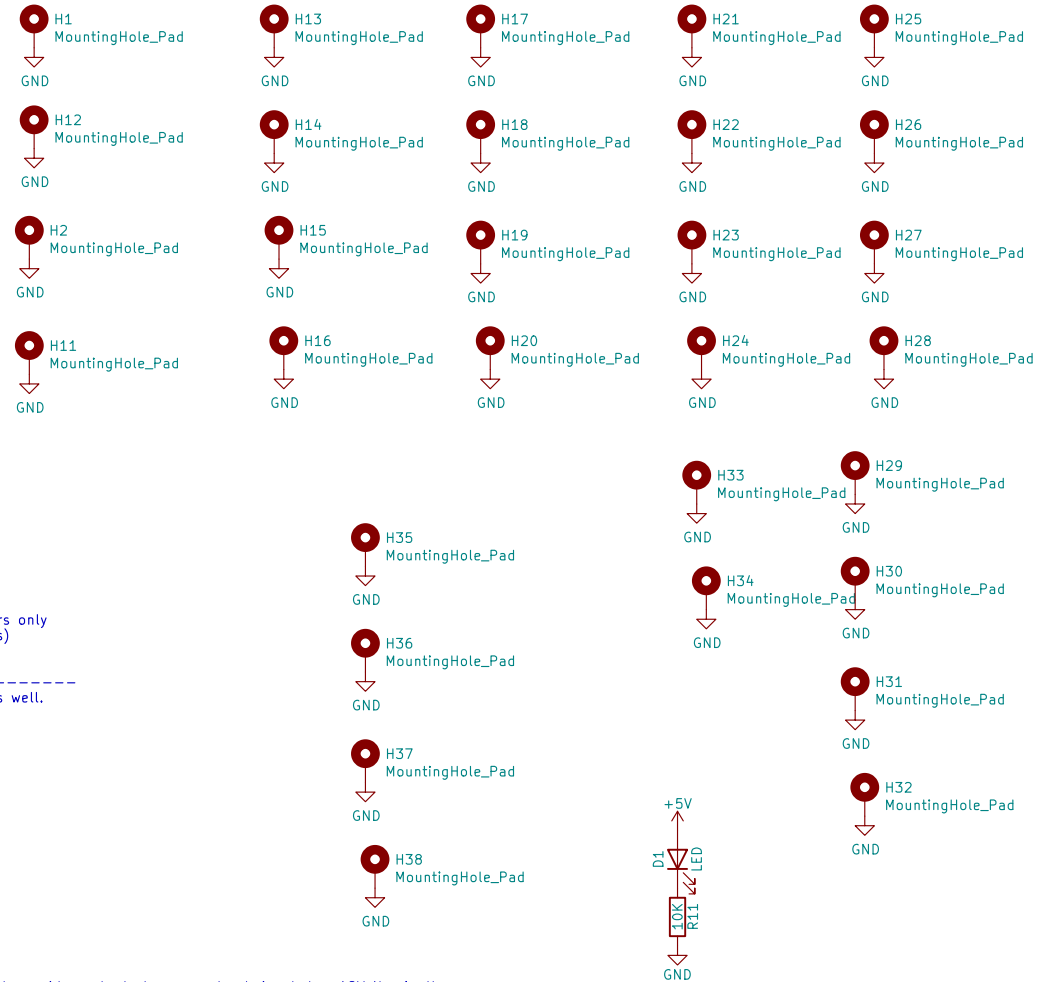 H1
MountingHole_Pad
GND
H13
MountingHole_Pad
GND
H17
MountingHole_Pad
GND
H21
MountingHole_Pad
GND
H25
MountingHole_Pad
GND
H12
MountingHole_Pad
GND
H14
MountingHole_Pad
GND
H18
MountingHole_Pad
GND
H22
MountingHole_Pad
GND
H26
MountingHole_Pad
GND
H2
MountingHole_Pad
GND
H15
MountingHole_Pad
GND
H19
MountingHole_Pad
GND
H23
MountingHole_Pad
GND
H27
MountingHole_Pad
GND
H11
MountingHole_Pad
GND
H16
MountingHole_Pad
GND
H20
MountingHole_Pad
GND
H24
MountingHole_Pad
GND
H28
MountingHole_Pad
GND
H33
MountingHole_Pad
GND
H29
MountingHole_Pad
GND
H35
MountingHole_Pad
GND
H34
MountingHole_Pad
GND
H30
MountingHole_Pad
GND
only
H36
MountingHole_Pad
GND
well.
H31
MountingHole_Pad
GND
H37
MountingHole_Pad
GND
H32
MountingHole_Pad
GND
H38
MountingHole_Pad
GND
+5V
D1
LED
10K
R11
GND